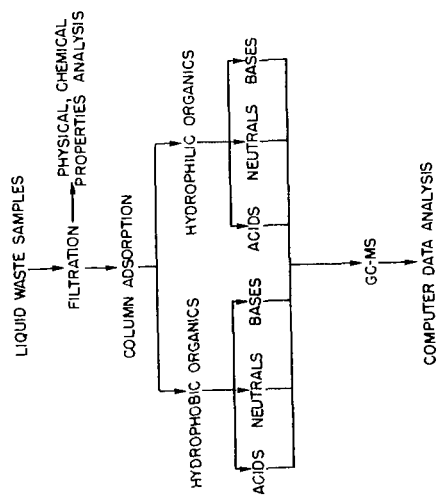 LIQUID WASTE SAMPLES
FILTRATION
PHYSICAL, CHEMICAL
PROPERTIES ANALYSIS
COLUMN ADSORPTION
HYDROPHOBIC ORGANICS
HYDROPHILIC ORGANICS
ACIDS NEUTRALS BASES
ACIDS NEUTRALS BASES
GC-MS
COMPUTER DATA ANALYSIS